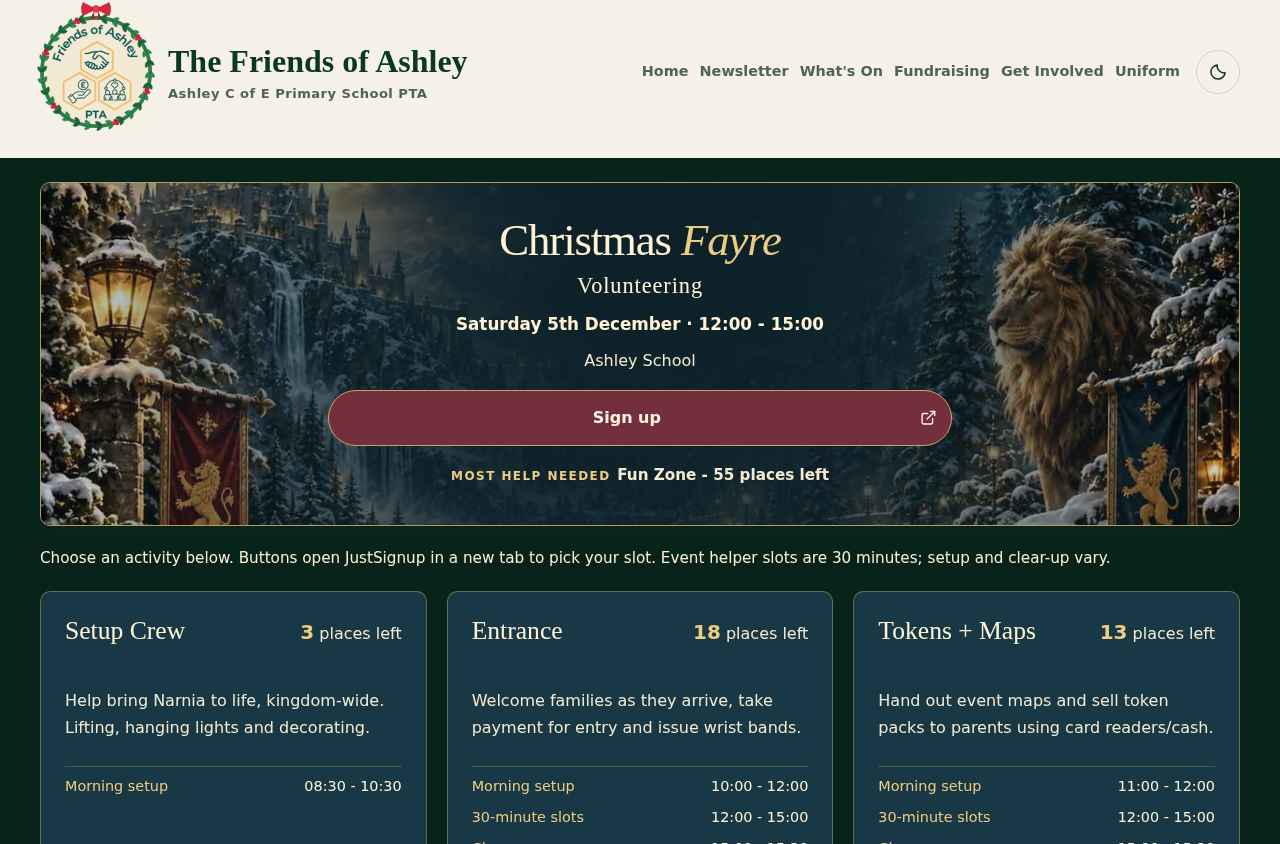 Friends of Ashley
PTA
The Friends of Ashley
Ashley C of E Primary School PTA
Home Newsletter What's On Fundraising Get Involved Uniform
Christmas Fayre
Volunteering
Saturday 5th December · 12:00 - 15:00
Ashley School
Sign up
MOST HELP NEEDED Fun Zone - 55 places left
Choose an activity below. Buttons open JustSignup in a new tab to pick your slot. Event helper slots are 30 minutes; setup and clear-up vary.
Setup Crew 3 places left
Help bring Narnia to life, kingdom-wide.
Lifting, hanging lights and decorating.
Morning setup 08:30 - 10:30
Entrance 18 places left
Welcome families as they arrive, take
payment for entry and issue wrist bands.
Morning setup 10:00 - 12:00
30-minute slots 12:00 - 15:00
Tokens + Maps 13 places left
Hand out event maps and sell token
packs to parents using card readers/cash.
Morning setup 11:00 - 12:00
30-minute slots 12:00 - 15:00